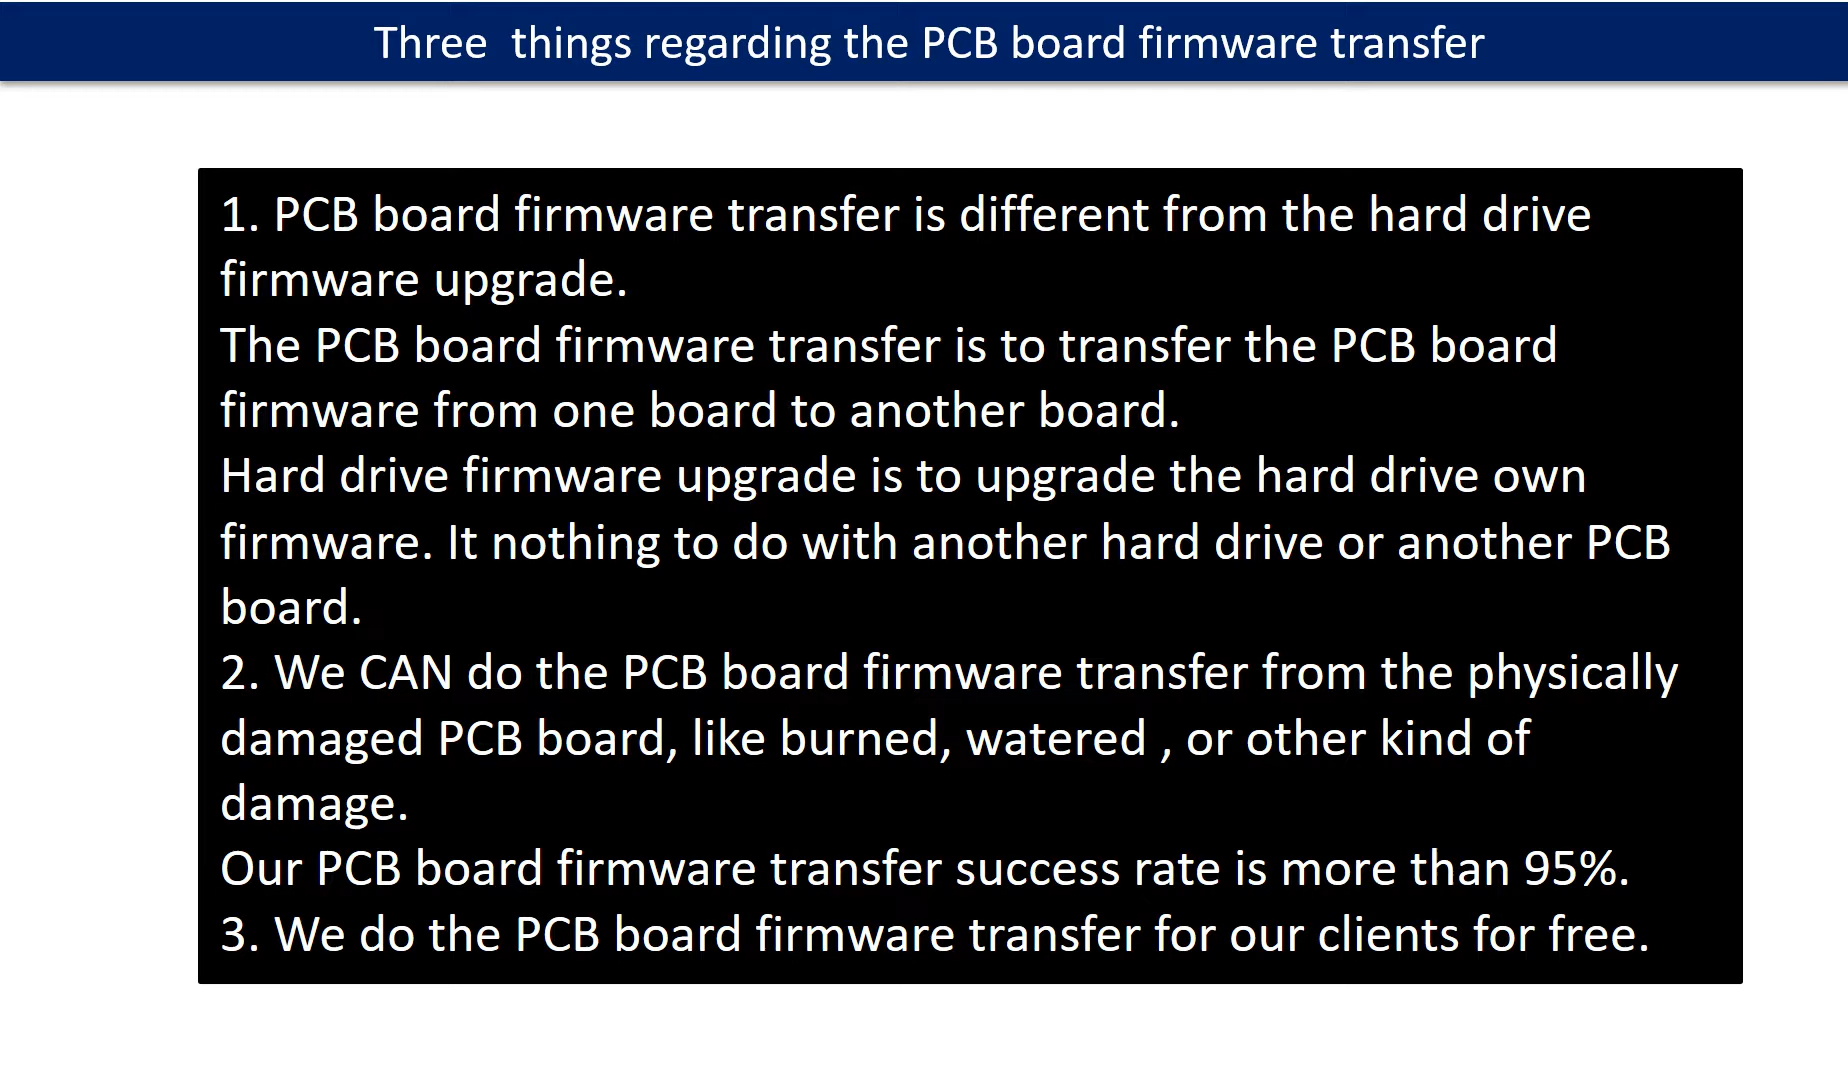 Three  things regarding the PCB board firmware transfer
1. PCB board firmware transfer is different from the hard drive
firmware upgrade.
The PCB board firmware transfer is to transfer the PCB board
firmware from one board to another board.
Hard drive firmware upgrade is to upgrade the hard drive own
firmware. It nothing to do with another hard drive or another PCB
board.
2. We CAN do the PCB board firmware transfer from the physically
damaged PCB board, like burned, watered , or other kind of
damage.
Our PCB board firmware transfer success rate is more than 95%.
3. We do the PCB board firmware transfer for our clients for free.